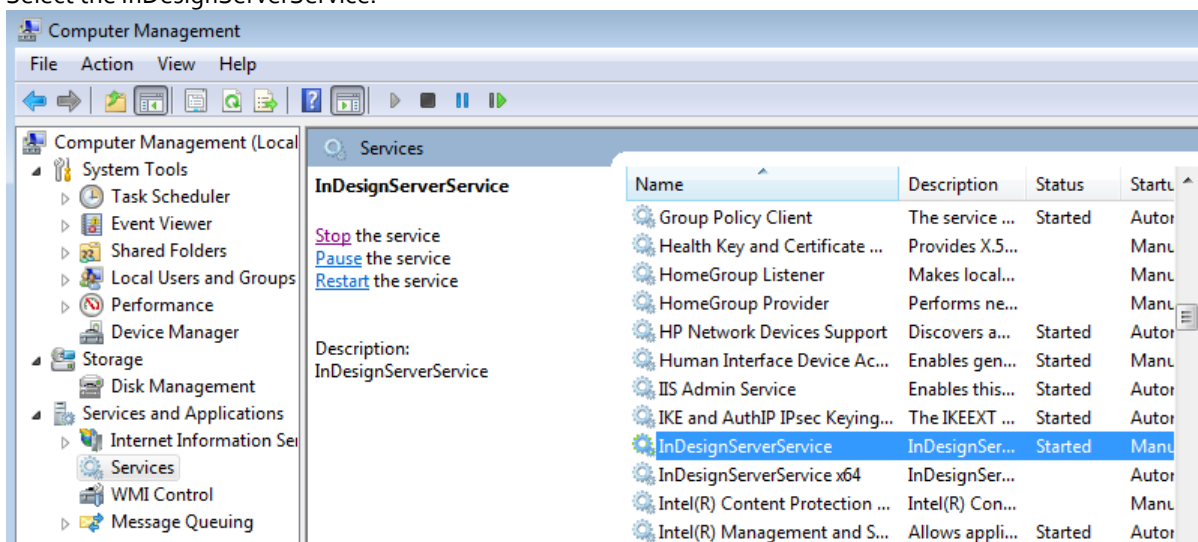 Select the InDesignServerService.
Computer Management
File Action View Help
Computer Management (Local
System Tools
Task Scheduler
Event Viewer
Shared Folders
Local Users and Groups
Performance
Device Manager
Storage
Disk Management
Services and Applications
Internet Information Ser
Services
WMI Control
Message Queuing
Services
InDesignServerService
Stop the service
Pause the service
Restart the service
Description:
InDesignServerService
Name Description Status Startu
Group Policy Client The service ... Started Autor
Health Key and Certificate ... Provides X.5... Manu
HomeGroup Listener Makes local... Manu
HomeGroup Provider Performs ne... Manu
HP Network Devices Support Discovers a... Started Autor
Human Interface Device Ac... Enables gen... Started Manu
IIS Admin Service Enables this... Started Autor
IKE and AuthIP IPsec Keying... The IKEEXT ... Started Autor
InDesignServerService InDesignSer... Started Manu
InDesignServerService x64 InDesignSer... Autor
Intel(R) Content Protection ... Intel(R) Con... Manu
Intel(R) Management and S... Allows appli... Started Autor